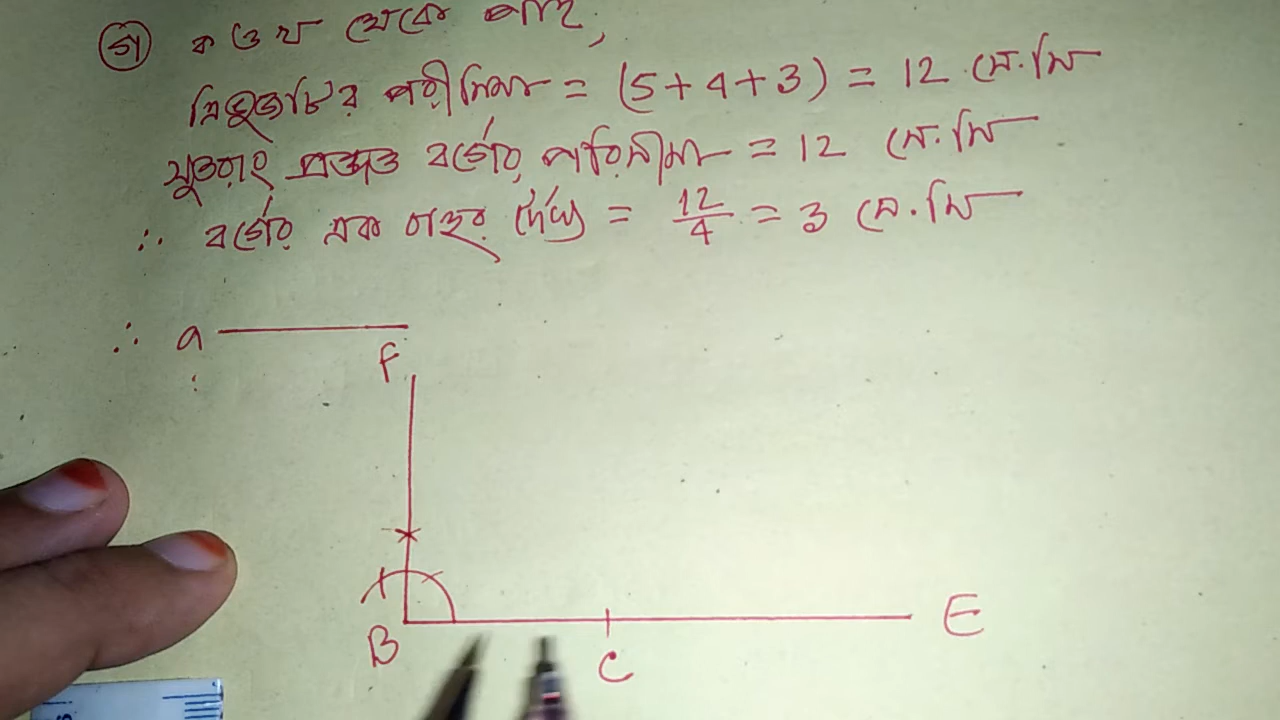 গ) ক ও খ থেকে পাই,
ত্রিভুজটির পরীসিমা = (5+4+3) = 12 সে.মি
সুতরাং প্রদত্ত বর্গের, পরিসীমা = 12 সে.মি
∴ বর্গের এক বাহুর দৈর্ঘ্য = 12/4 = 3 সে.মি
∴ a
F
B C E